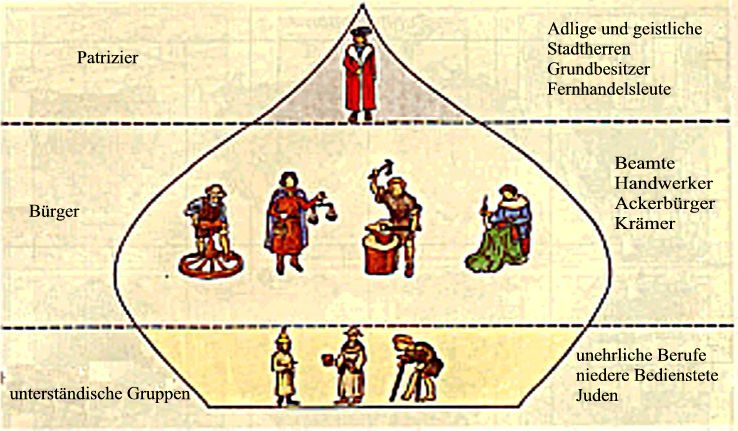 Patrizier
Adlige und geistliche
Stadtherren
Grundbesitzer
Fernhandelsleute
Bürger
Beamte
Handwerker
Ackerbürger
Krämer
unterständische Gruppen
unehrliche Berufe
niedere Bedienstete
Juden